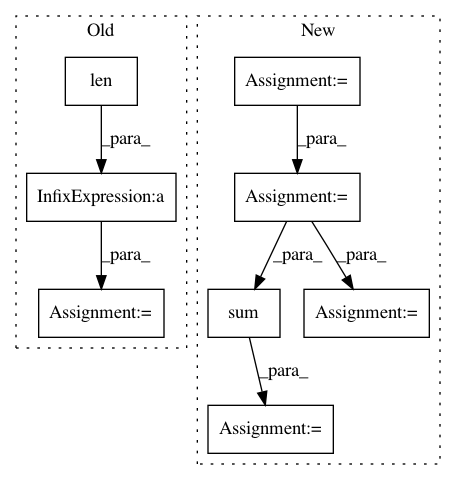 Old
New
len
Assignment:=
_para_
_para_
InfixExpression:a
Assignment:=
_para_
_para_
_para_
Assignment:=
sum
Assignment:=
_para_
Assignment:=